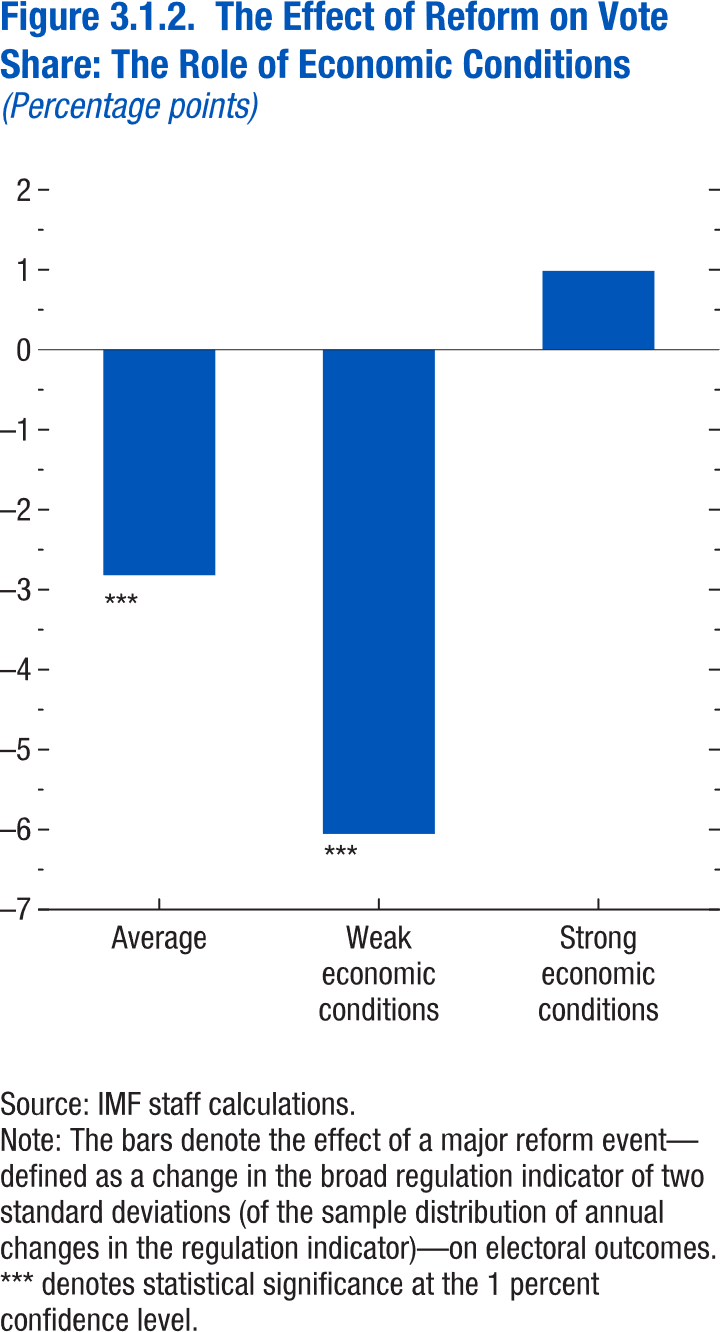 Figure 3.1.2. The Effect of Reform on Vote
Share: The Role of Economic Conditions
(Percentage points)
2
1
0
–1
–2
–3
***
–4
–5
–6
***
–7
Average
Weak
economic
conditions
Strong
economic
conditions
Source: IMF staff calculations.
Note: The bars denote the effect of a major reform event—
defined as a change in the broad regulation indicator of two
standard deviations (of the sample distribution of annual
changes in the regulation indicator)—on electoral outcomes.
*** denotes statistical significance at the 1 percent
confidence level.